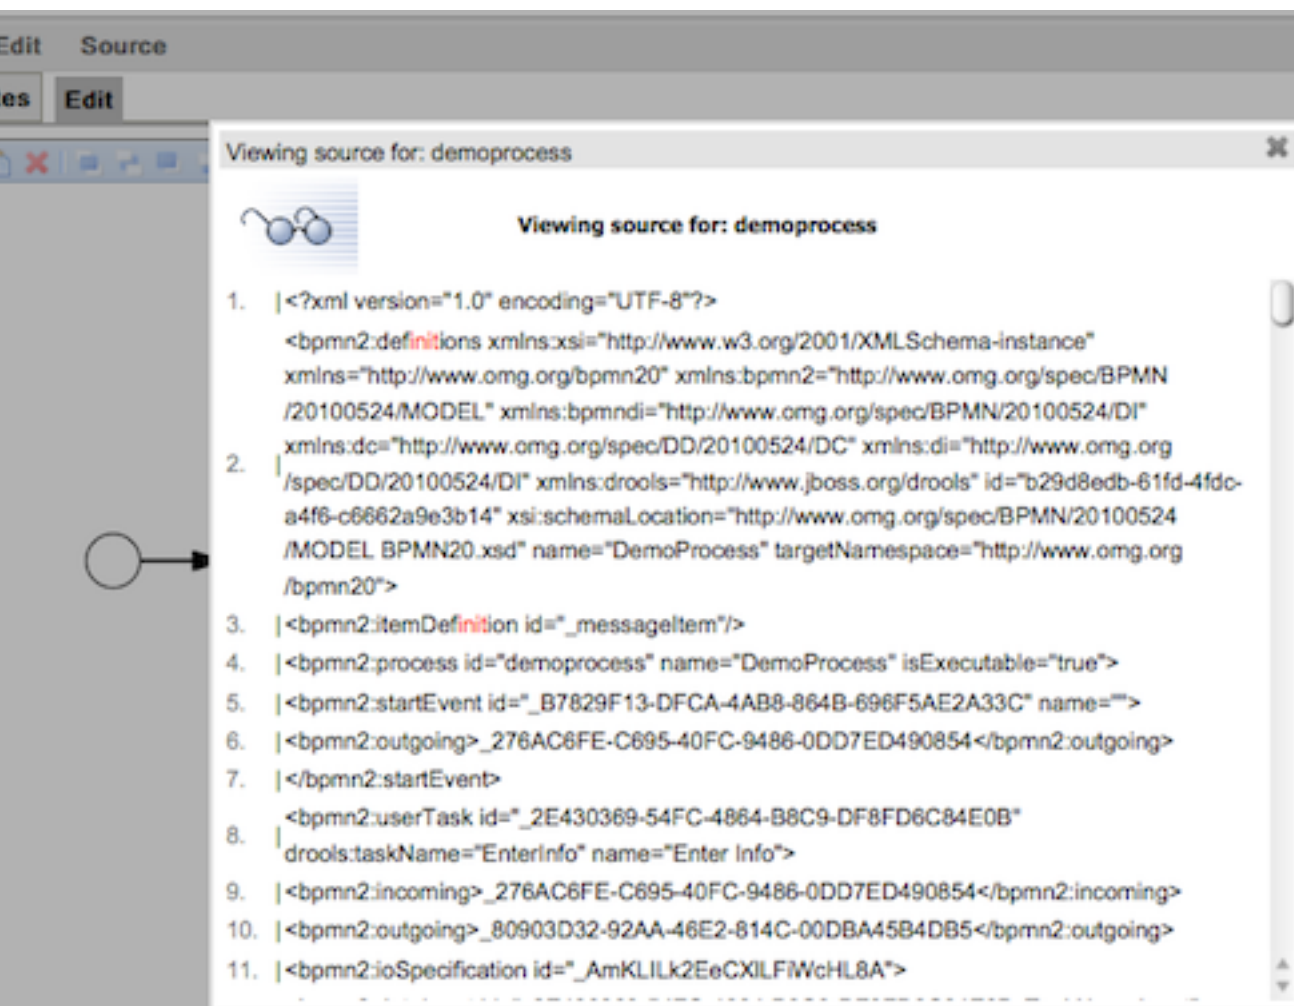 Edit Source
es Edit
Viewing source for: demoprocess
Viewing source for: demoprocess
1. |<?xml version="1.0" encoding="UTF-8"?>
<bpmn2:definitions xmlns:xsi="http://www.w3.org/2001/XMLSchema-instance"
xmlns="http://www.omg.org/bpmn20" xmlns:bpmn2="http://www.omg.org/spec/BPMN
/20100524/MODEL" xmlns:bpmndi="http://www.omg.org/spec/BPMN/20100524/DI"
xmlns:dc="http://www.omg.org/spec/DD/20100524/DC" xmlns:di="http://www.omg.org
2. |/spec/DD/20100524/DI" xmlns:drools="http://www.jboss.org/drools" id="b29d8edb-61fd-4fdc-
a4f6-c6662a9e3b14" xsi:schemaLocation="http://www.omg.org/spec/BPMN/20100524
/MODEL BPMN20.xsd" name="DemoProcess" targetNamespace="http://www.omg.org
/bpmn20">
3. |<bpmn2:itemDefinition id="_messageItem"/>
4. |<bpmn2:process id="demoprocess" name="DemoProcess" isExecutable="true">
5. |<bpmn2:startEvent id="_B7829F13-DFCA-4AB8-864B-696F5AE2A33C" name="">
6. |<bpmn2:outgoing>_276AC6FE-C695-40FC-9486-0DD7ED490854</bpmn2:outgoing>
7. |</bpmn2:startEvent>
<bpmn2:userTask id="_2E430369-54FC-4864-B8C9-DF8FD6C84E0B"
8. |drools:taskName="EnterInfo" name="Enter Info">
9. |<bpmn2:incoming>_276AC6FE-C695-40FC-9486-0DD7ED490854</bpmn2:incoming>
10. |<bpmn2:outgoing>_80903D32-92AA-46E2-814C-00DBA45B4DB5</bpmn2:outgoing>
11. |<bpmn2:ioSpecification id="_AmKLILk2EeCXILFiWcHL8A">